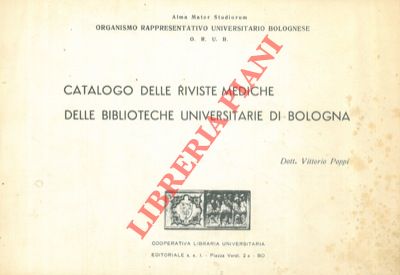 Alma Mater Studiorum
ORGANISMO RAPPRESENTATIVO UNIVERSITARIO BOLOGNESE
O. R. U. B.
CATALOGO DELLE RIVISTE MEDICHE
DELLE BIBLIOTECHE UNIVERSITARIE DI BOLOGNA
Dott. Vittorio Poppi
COOPERATIVA LIBRARIA UNIVERSITARIA
EDITORIALE s. r. l. - Piazza Verdi, 2 a - BO
LIBRERIA PIANI